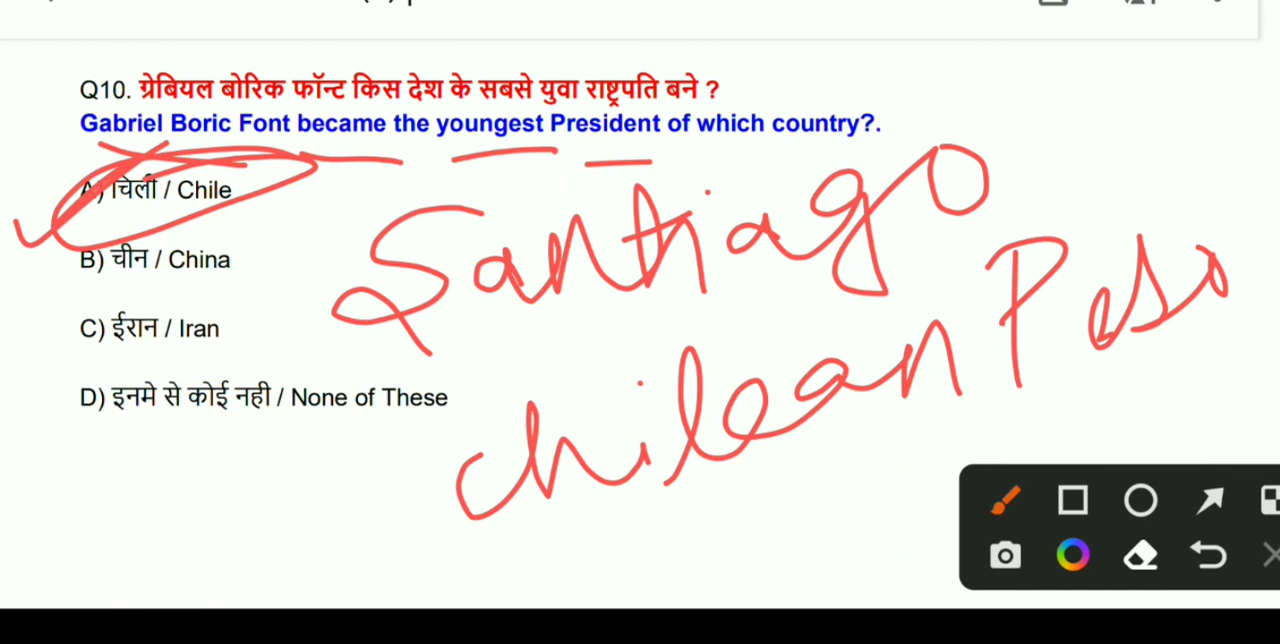 Q10. ग्रेबियल बोरिक फॉन्ट किस देश के सबसे युवा राष्ट्रपति बने ?
Gabriel Boric Font became the youngest President of which country?.
A) चिली / Chile
B) चीन / China
C) ईरान / Iran
D) इनमे से कोई नही / None of These
Santiago
Chilean Peso